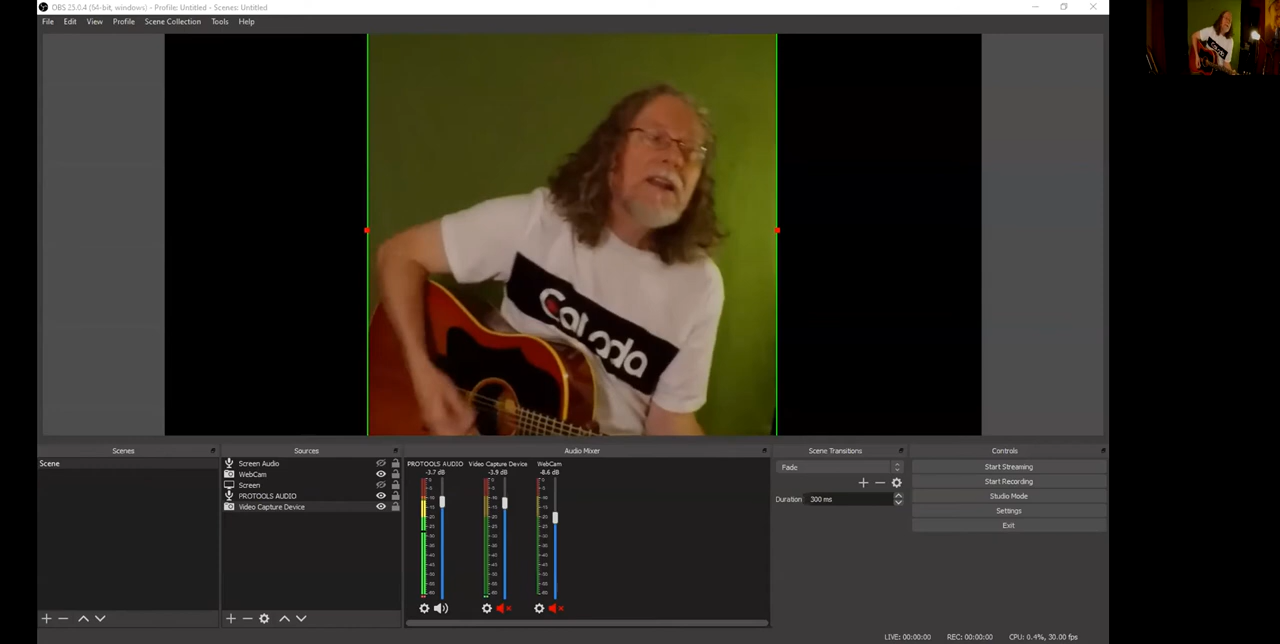 OBS 25.0.4 (64-bit, windows) - Profile: Untitled - Scenes: Untitled
File Edit View Profile Scene Collection Tools Help
Canada
Scenes Sources Audio Mixer Scene Transitions Controls
Scene
Screen Audio
WebCam
Screen
PROTOOLS AUDIO
Video Capture Device
PROTOOLS AUDIO Video Capture Device WebCam
-3.7 dB -3.9 dB -8.6 dB
Fade
Duration 300 ms
Start Streaming
Start Recording
Studio Mode
Settings
Exit
LIVE: 00:00:00 REC: 00:00:00 CPU: 0.4%, 30.00 fps